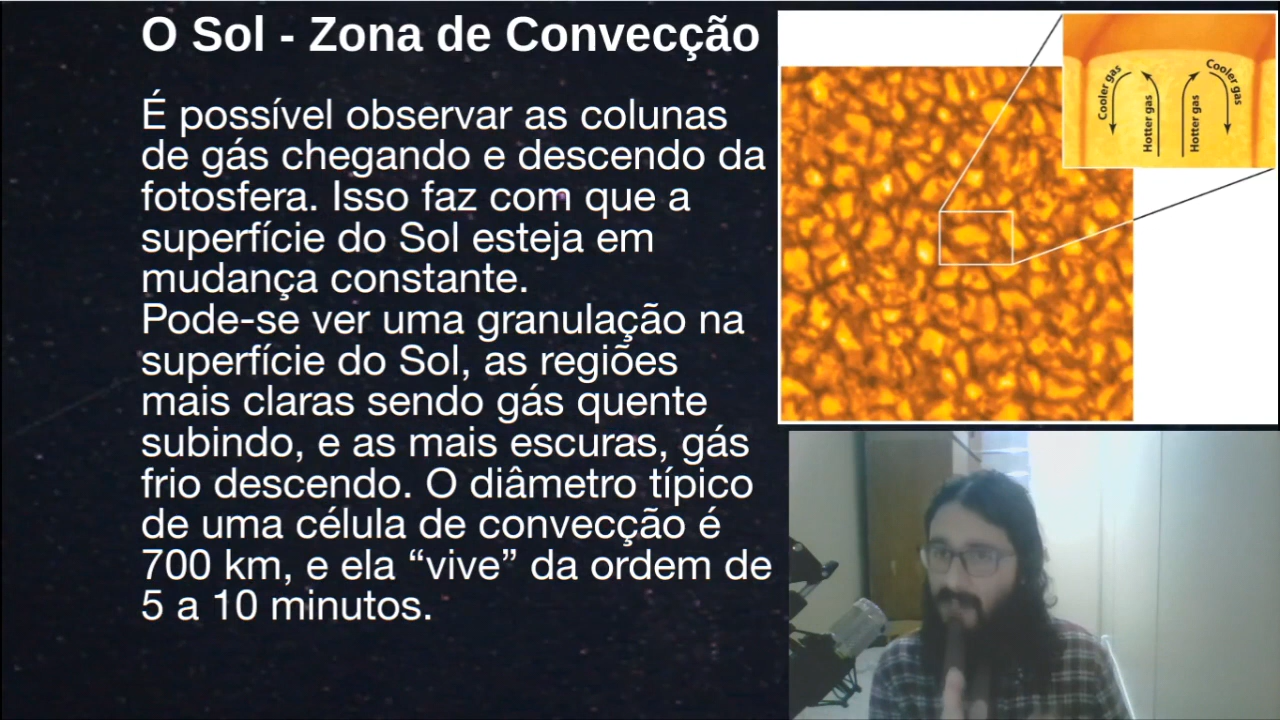 O Sol - Zona de Convecção
É possível observar as colunas
de gás chegando e descendo da
fotosfera. Isso faz com que a
superfície do Sol esteja em
mudança constante.
Pode-se ver uma granulação na
superfície do Sol, as regiões
mais claras sendo gás quente
subindo, e as mais escuras, gás
frio descendo. O diâmetro típico
de uma célula de convecção é
700 km, e ela “vive” da ordem de
5 a 10 minutos.
Cooler gas
Hotter gas
Hotter gas
Cooler gas